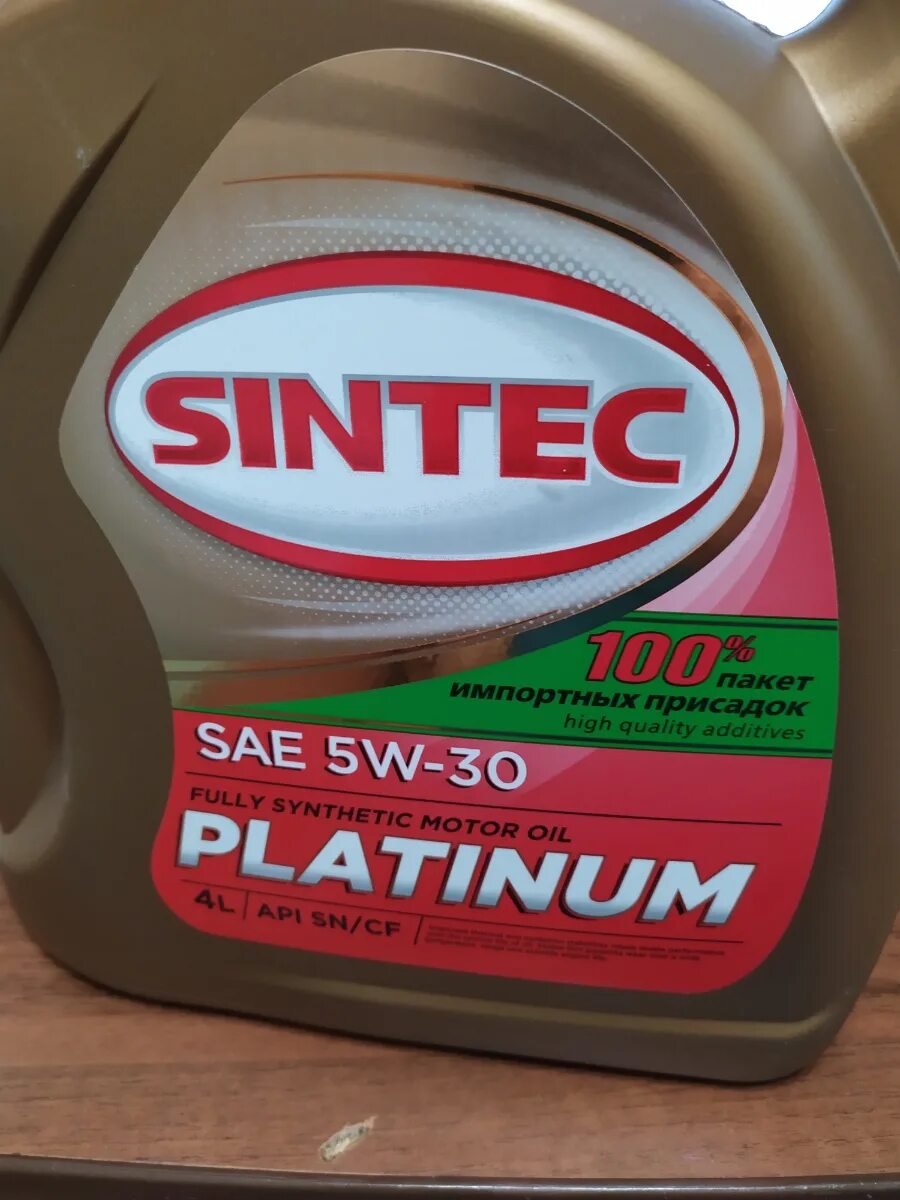 SINTEC
100%
пакет
импортных присадок
high quality additives
SAE 5W-30
FULLY SYNTHETIC MOTOR OIL
PLATINUM
4L API SN/CF